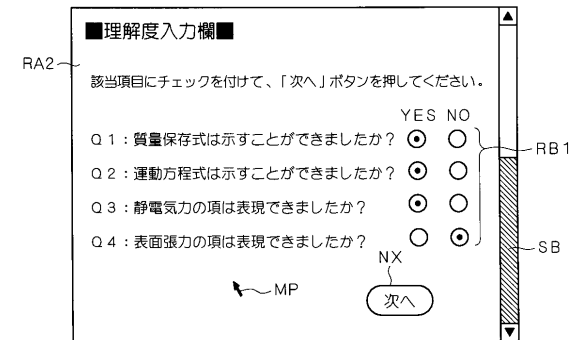 ■理解度入力欄■
RA2
該当項目にチェックを付けて、「次へ」ボタンを押してください。
YES NO
Q1：質量保存式は示すことができましたか？
RB1
Q2：運動方程式は示すことができましたか？
Q3：静電気力の項は表現できましたか？
Q4：表面張力の項は表現できましたか？
SB
NX
MP
次へ